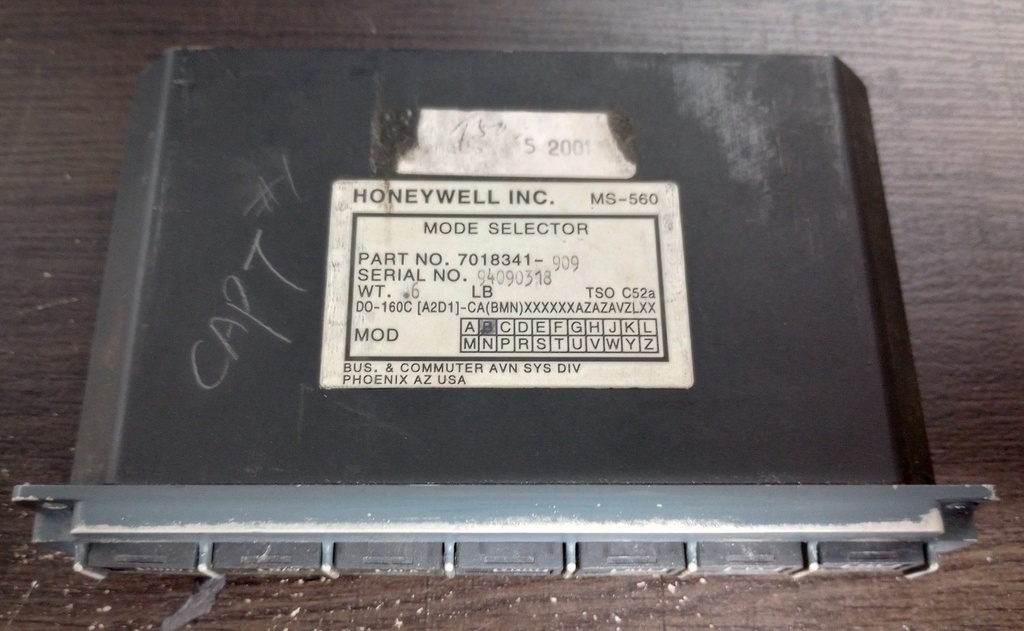 5 2001
HONEYWELL INC. MS-560
MODE SELECTOR
PART NO. 7018341-909
SERIAL NO. 94090318
WT. .6 LB TSO C52a
DO-160C [A2D1]-CA(BMN)XXXXXXAZAZAVZLXX
MOD
A B C D E F G H J K L
M N P R S T U V W Y Z
BUS. & COMMUTER AVN SYS DIV
PHOENIX AZ USA
CAPT #1